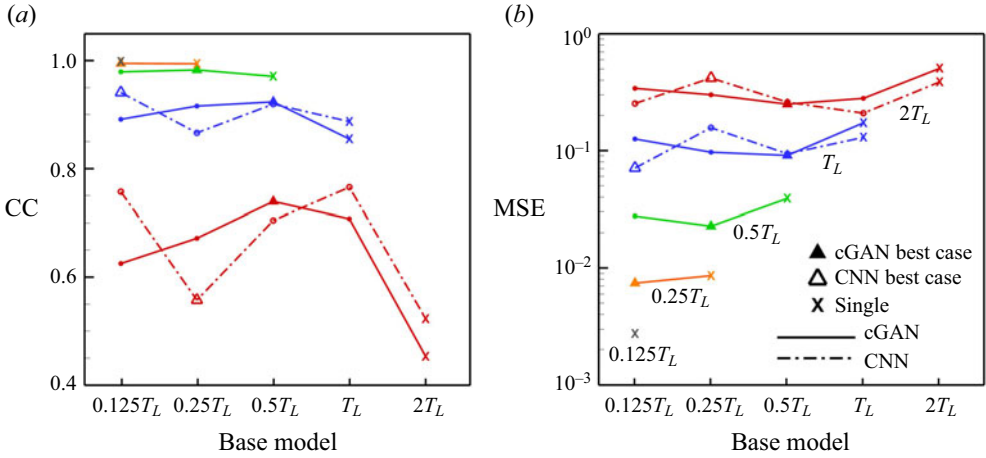 (a)
CC
1.0
0.8
0.6
0.4
0.125T_L 0.25T_L 0.5T_L T_L 2T_L
Base model
(b)
MSE
10^0
10^−1
10^−2
10^−3
2T_L
T_L
0.5T_L
0.25T_L
0.125T_L
cGAN best case
CNN best case
Single
cGAN
CNN
0.125T_L 0.25T_L 0.5T_L T_L 2T_L
Base model